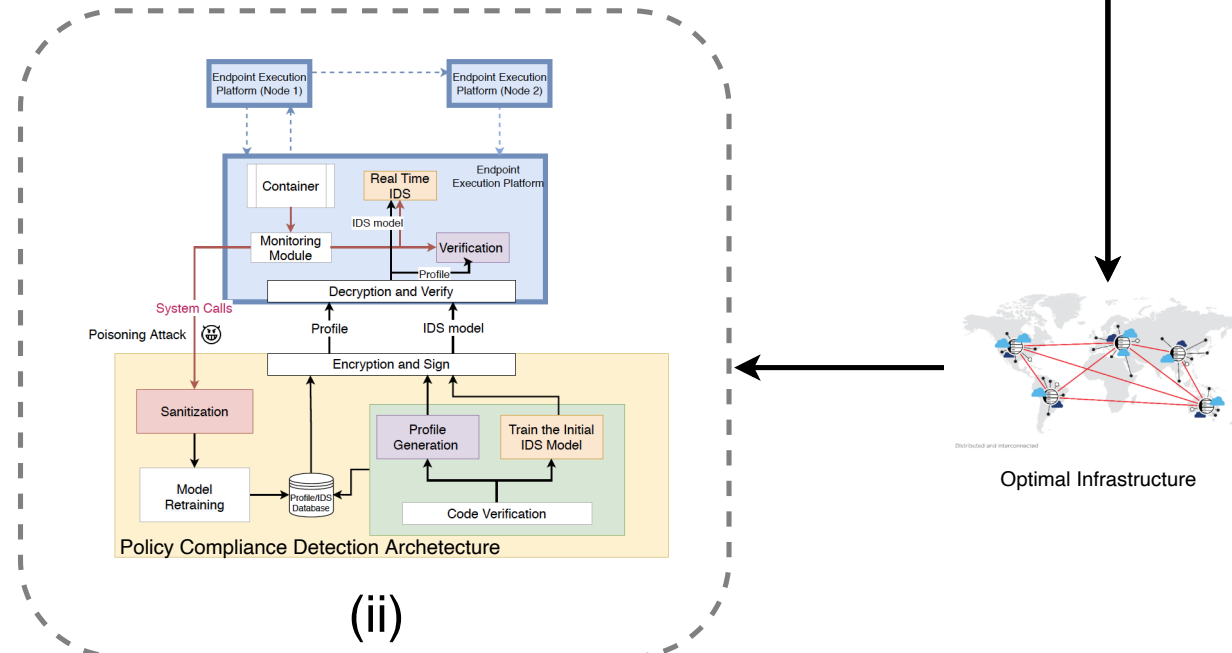 Endpoint Execution
Platform (Node 1)
Endpoint Execution
Platform (Node 2)
Endpoint
Execution Platform
Container
Real Time
IDS
IDS model
Monitoring
Module
Verification
Profile
Decryption and Verify
System Calls
Poisoning Attack
Profile
IDS model
Encryption and Sign
Sanitization
Profile
Generation
Train the Initial
IDS Model
Model
Retraining
Profile/IDS
Database
Code Verification
Policy Compliance Detection Archetecture
(ii)
Distributed and interconnected
Optimal Infrastructure